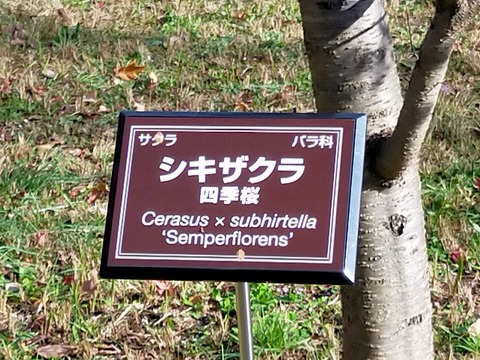 サクラ バラ科
シキザクラ
四季桜
Cerasus × subhirtella
‘Semperflorens’